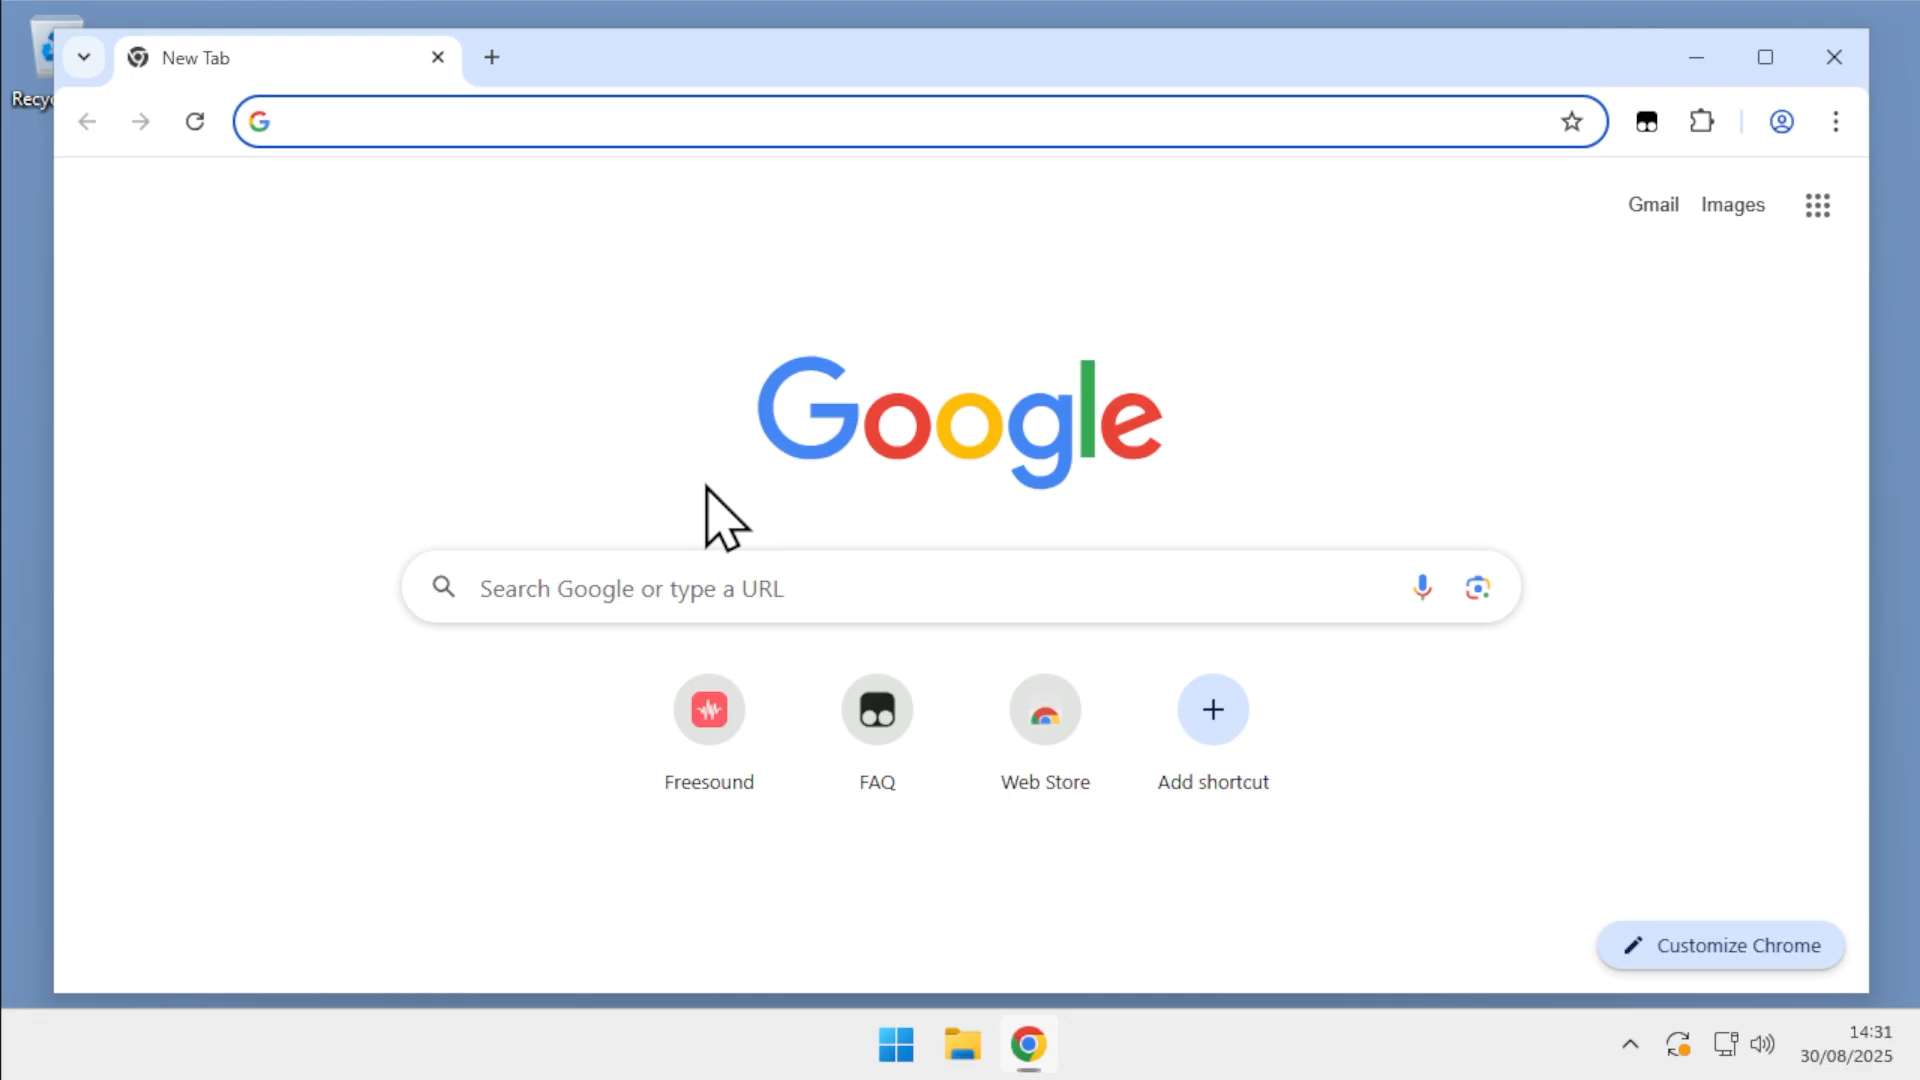 New Tab
Gmail Images
Google
Search Google or type a URL
Freesound
FAQ
Web Store
Add shortcut
Customize Chrome
14:31
30/08/2025